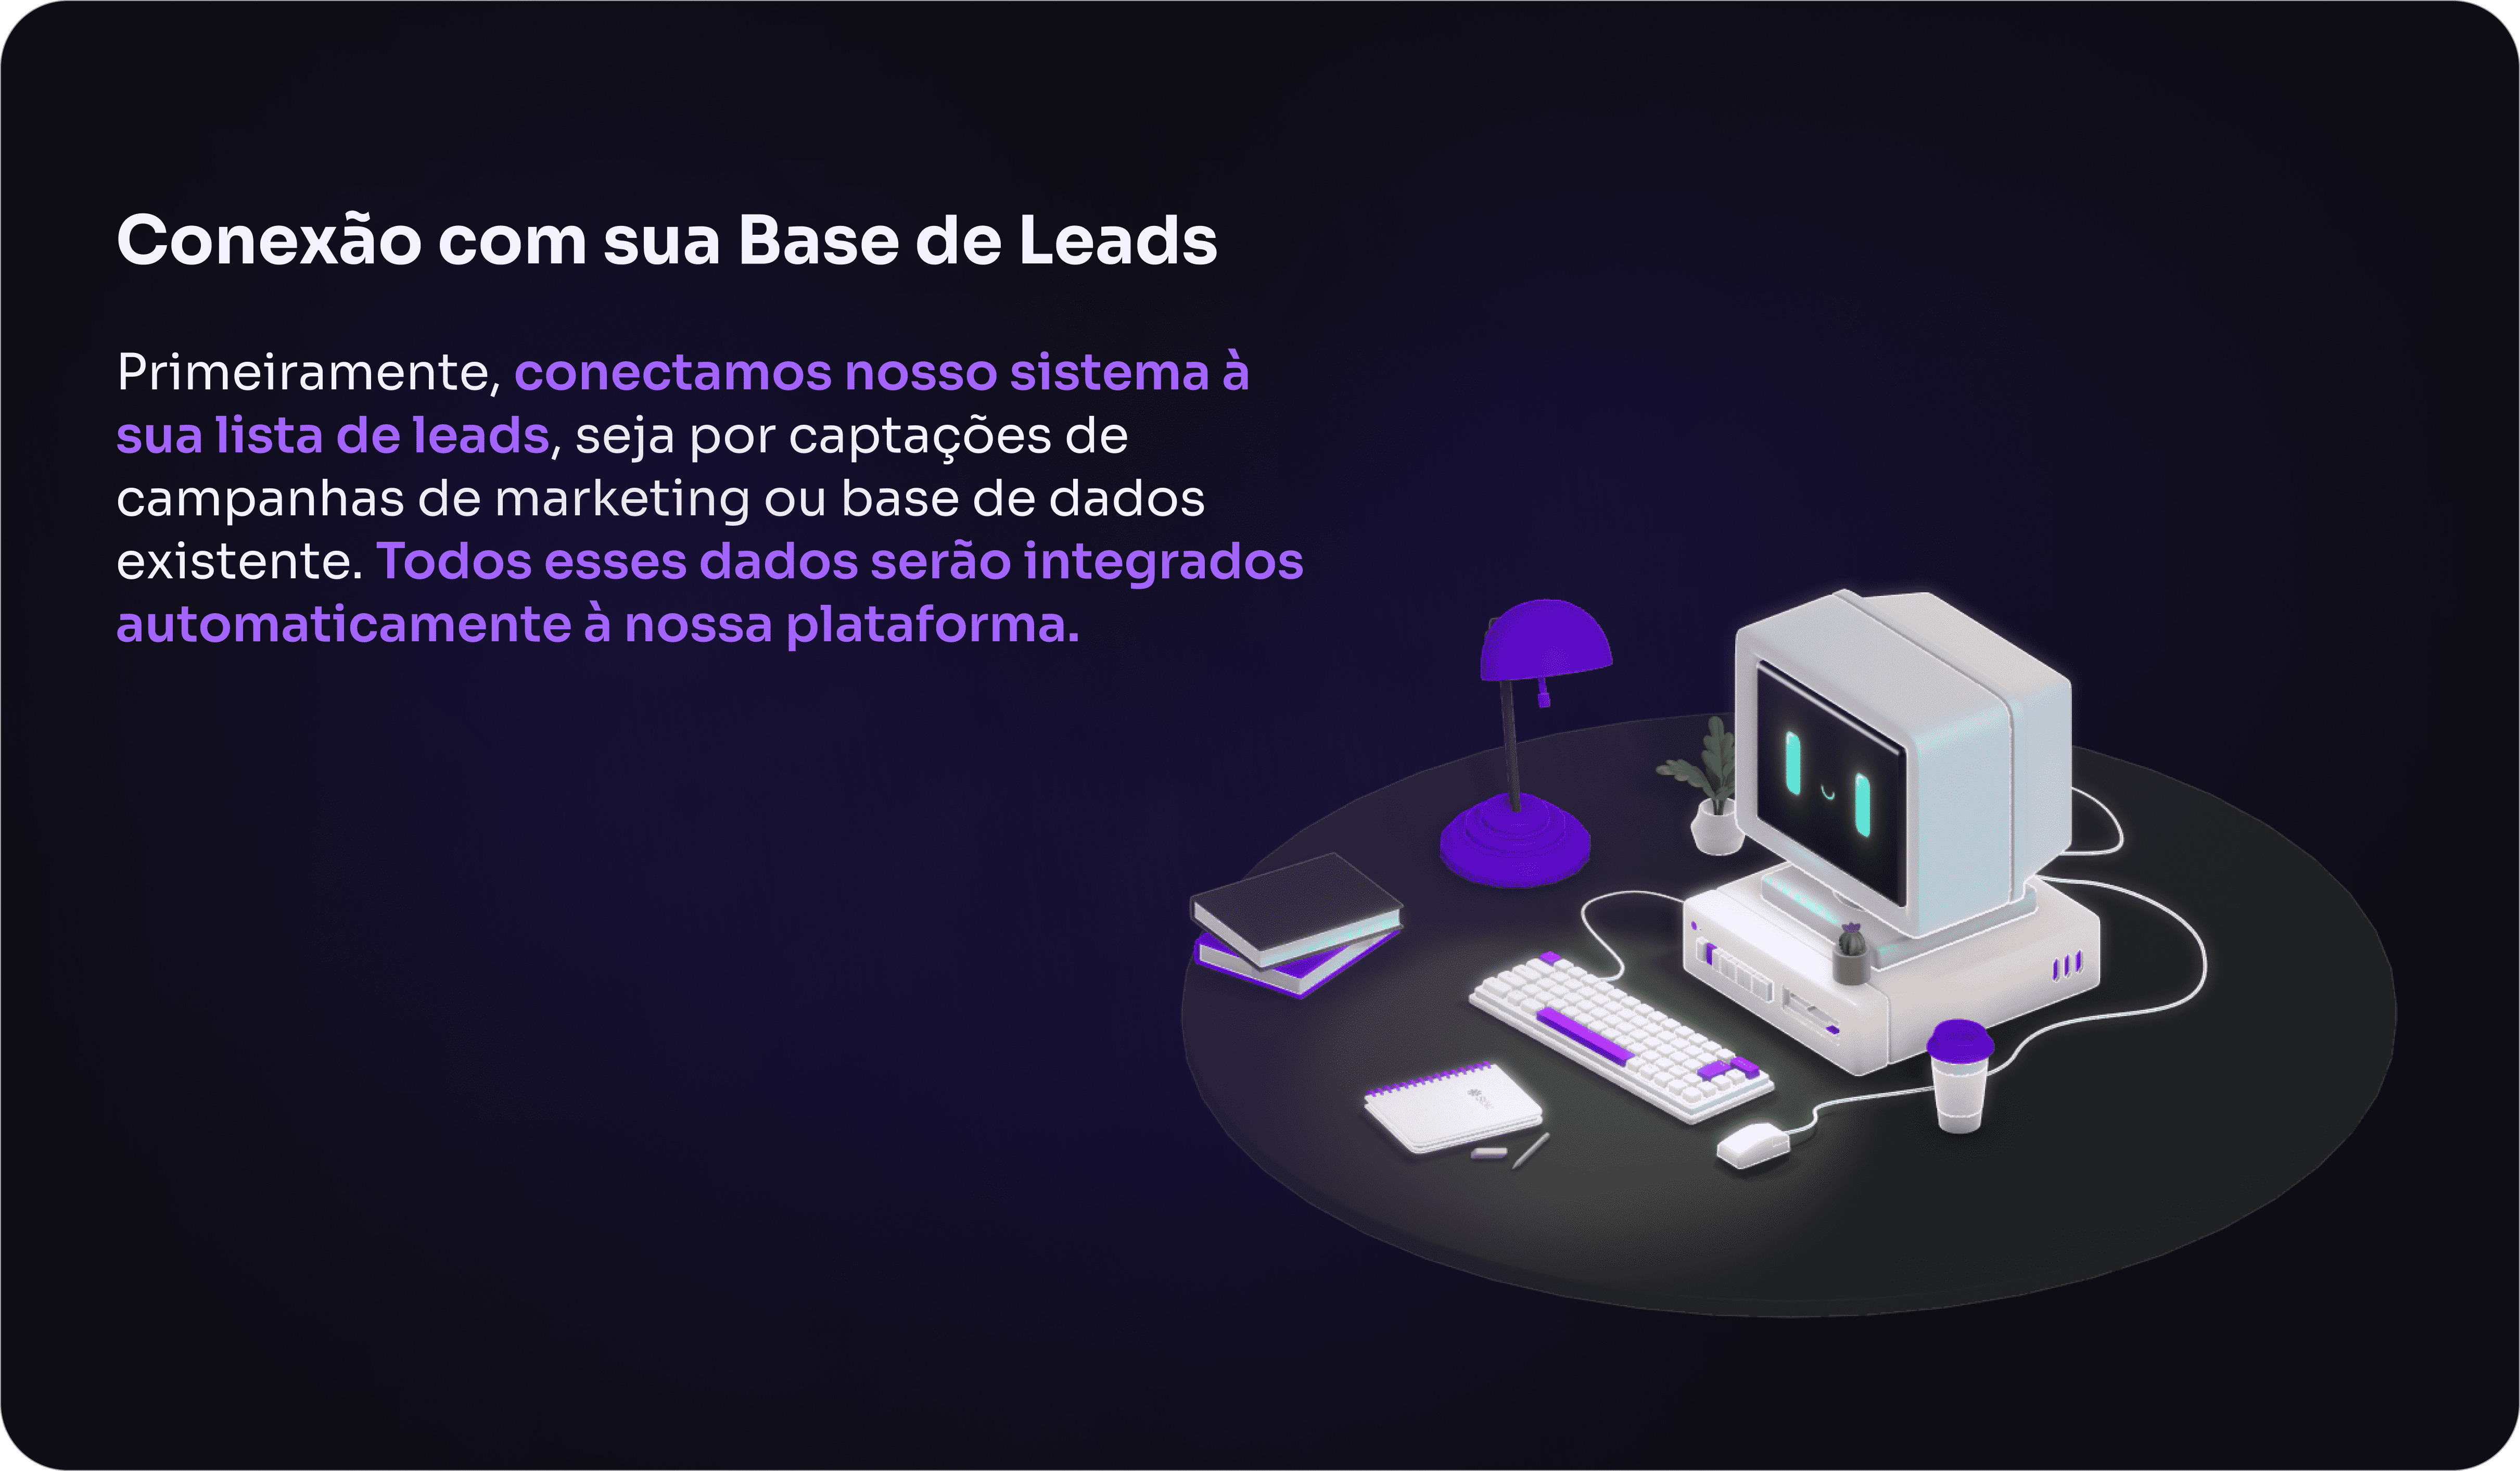 Conexão com sua Base de Leads
Primeiramente, conectamos nosso sistema à
sua lista de leads, seja por captações de
campanhas de marketing ou base de dados
existente. Todos esses dados serão integrados
automaticamente à nossa plataforma.